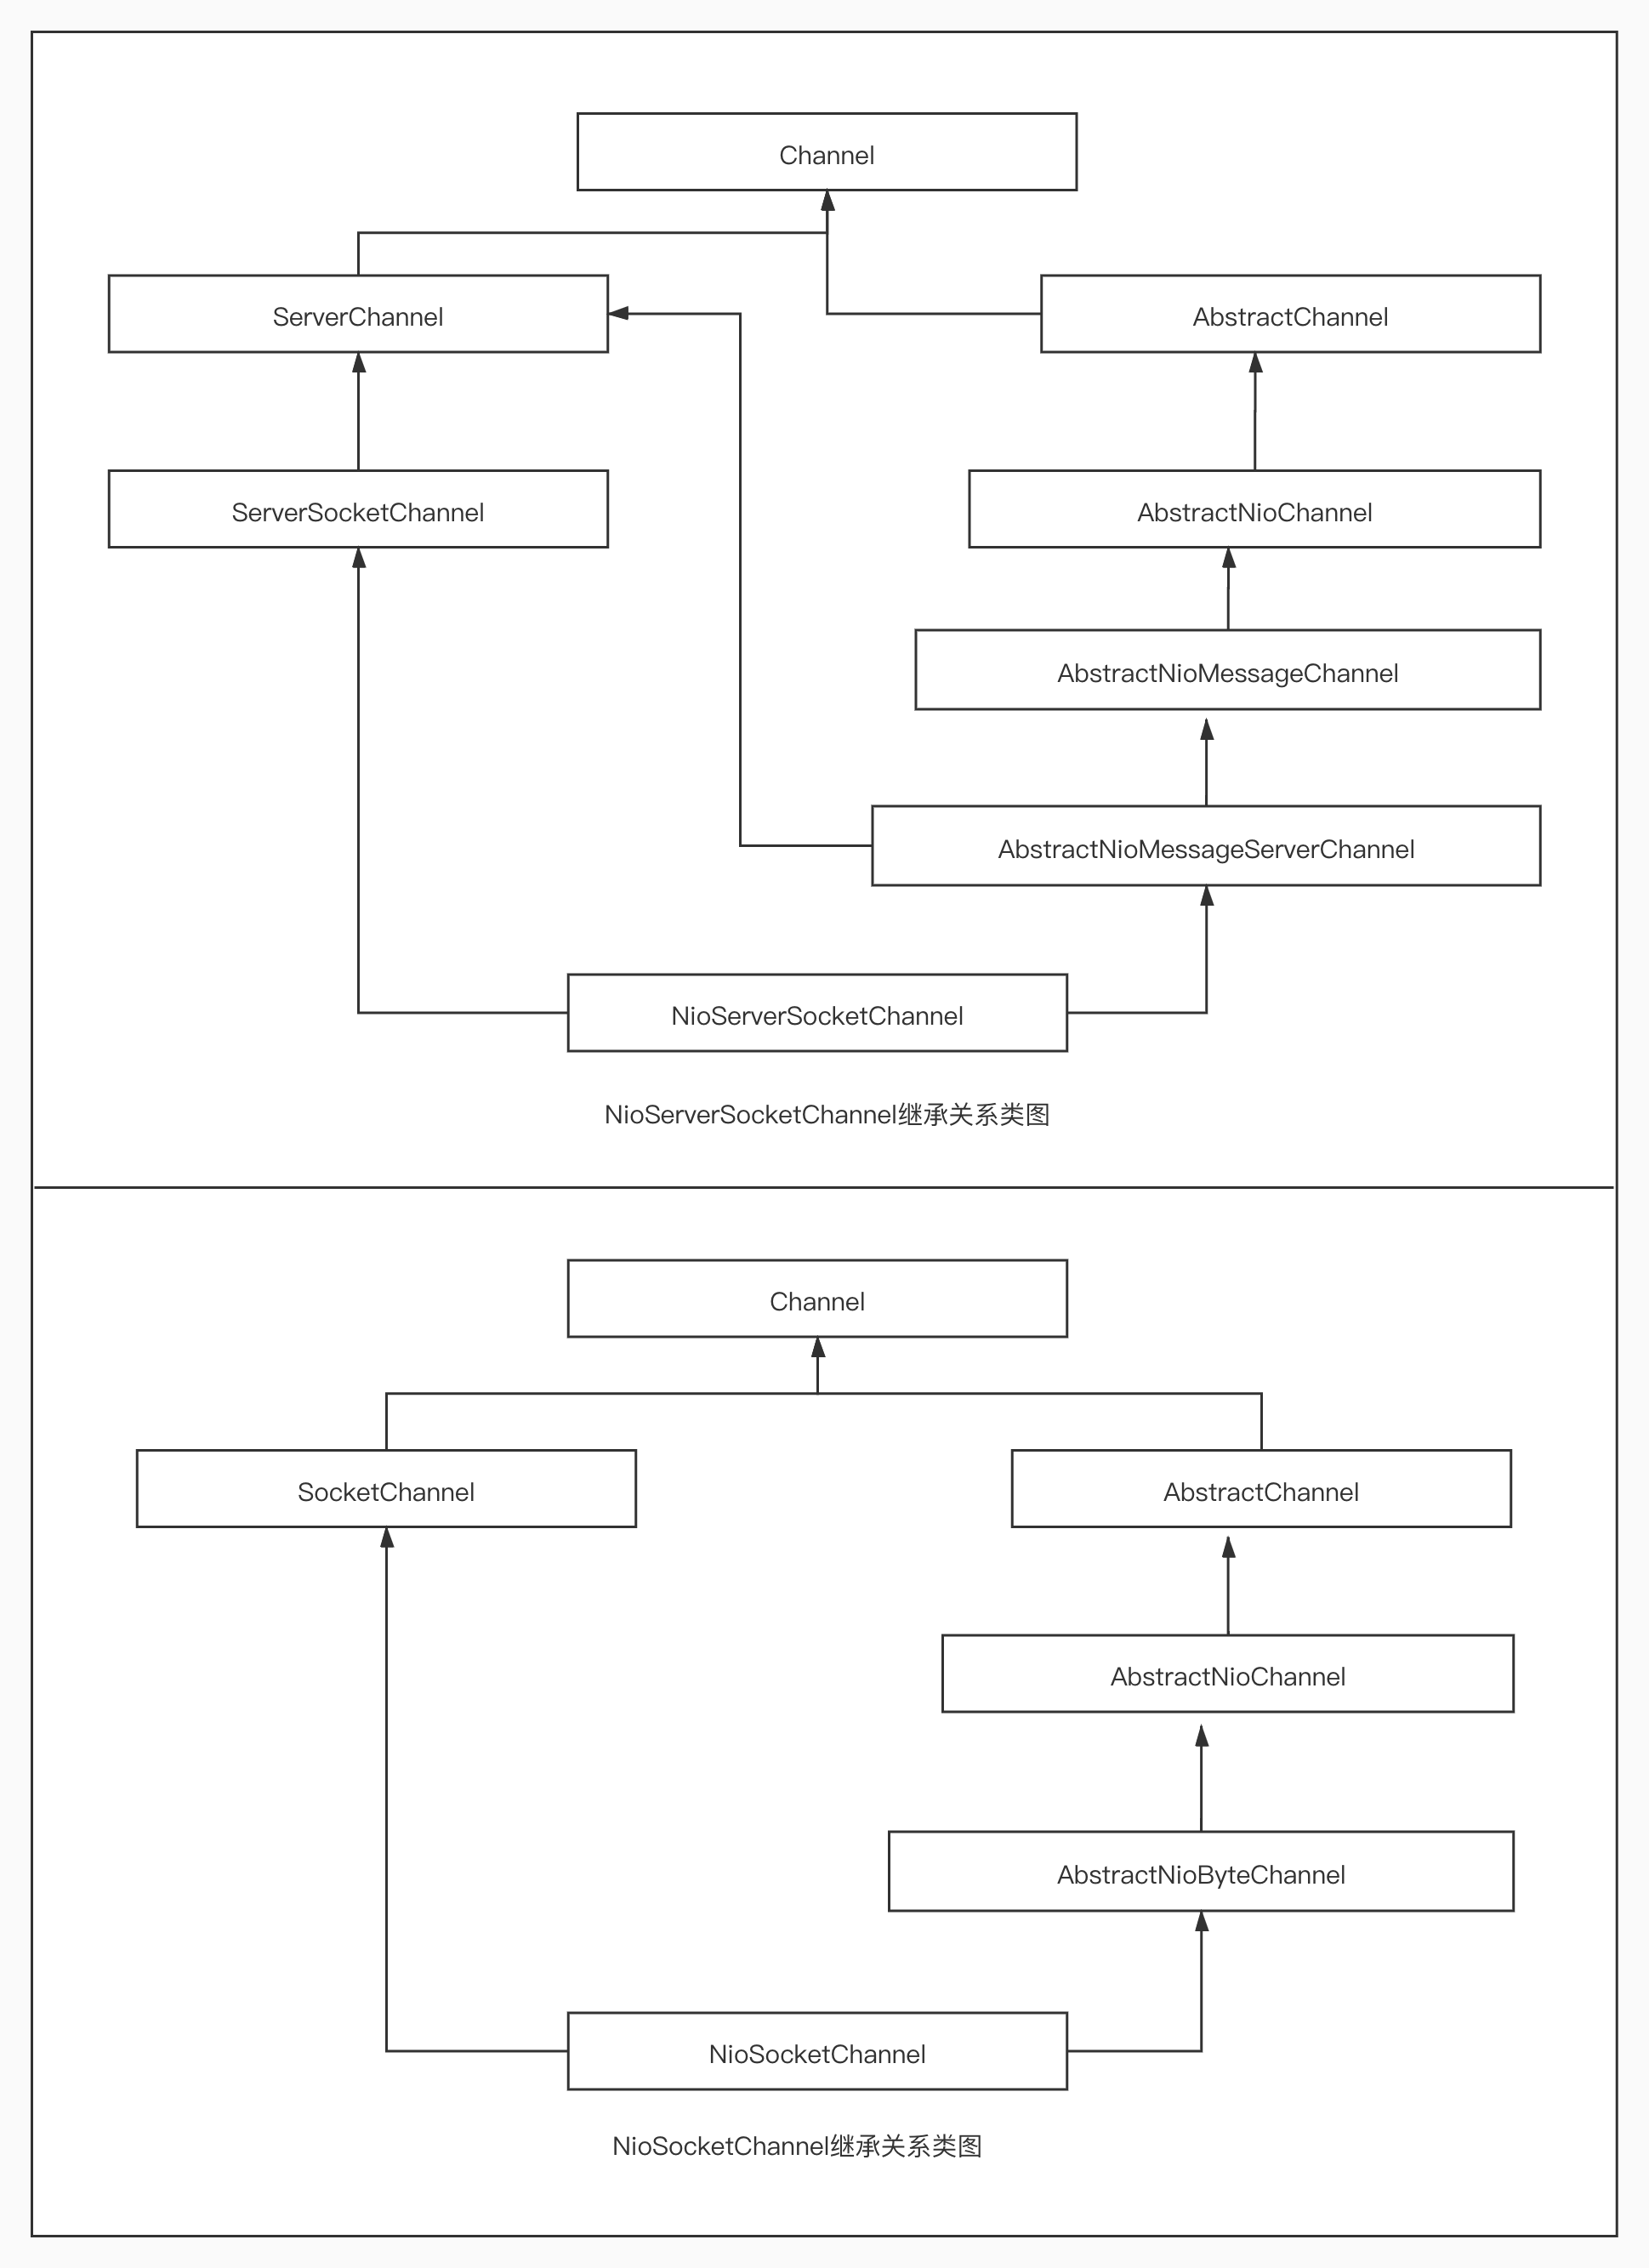 Channel
ServerChannel
AbstractChannel
ServerSocketChannel
AbstractNioChannel
AbstractNioMessageChannel
AbstractNioMessageServerChannel
NioServerSocketChannel
NioServerSocketChannel继承关系类图
Channel
SocketChannel
AbstractChannel
AbstractNioChannel
AbstractNioByteChannel
NioSocketChannel
NioSocketChannel继承关系类图